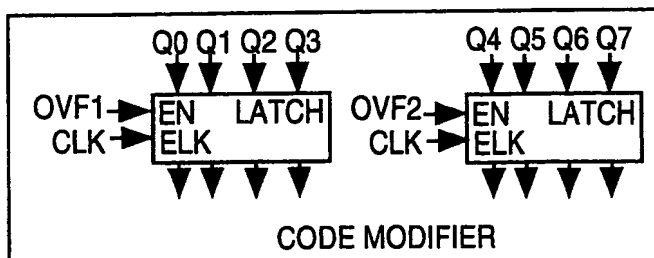 Q0 Q1 Q2 Q3 Q4 Q5 Q6 Q7
OVF1 EN LATCH OVF2 EN LATCH
CLK ELK CLK ELK
CODE MODIFIER